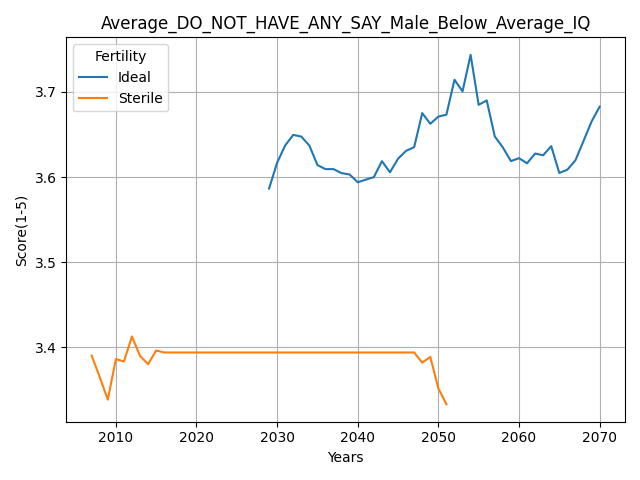 Average_DO_NOT_HAVE_ANY_SAY_Male_Below_Average_IQ
Fertility
Ideal
Sterile
Score(1-5)
3.7
3.6
3.5
3.4
2010 2020 2030 2040 2050 2060 2070
Years